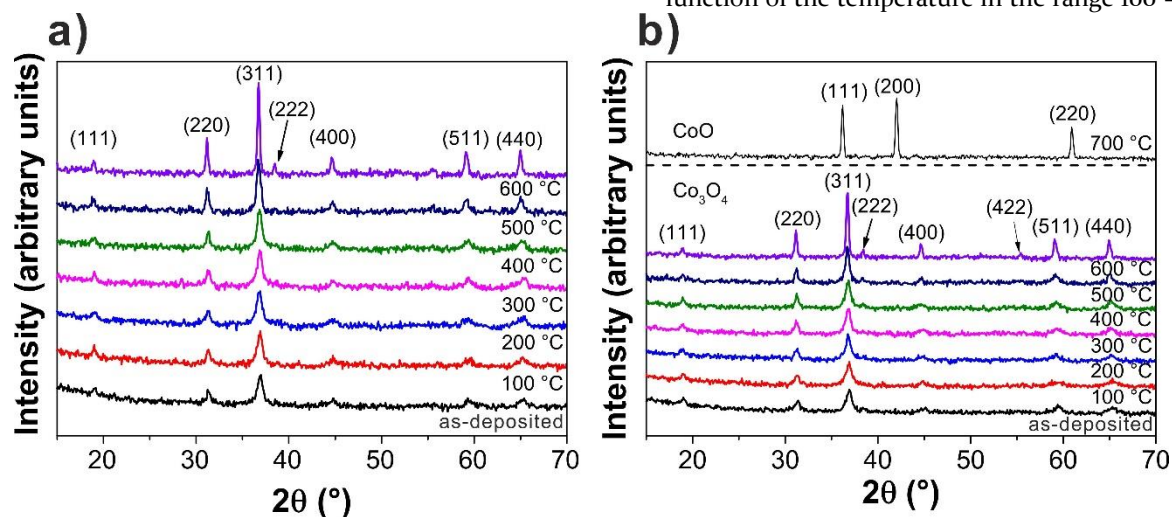 function of the temperature in the range 100 -
a)
Intensity (arbitrary units)
(111)
(220)
(311)
(222)
(400)
(511)
(440)
600 °C
500 °C
400 °C
300 °C
200 °C
100 °C
as-deposited
20 30 40 50 60 70
2θ (°)
b)
Intensity (arbitrary units)
CoO
(111)
(200)
(220)
700 °C
Co₃O₄
(111)
(220)
(311)
(222)
(400)
(422)
(511)
(440)
600 °C
500 °C
400 °C
300 °C
200 °C
100 °C
as-deposited
20 30 40 50 60 70
2θ (°)